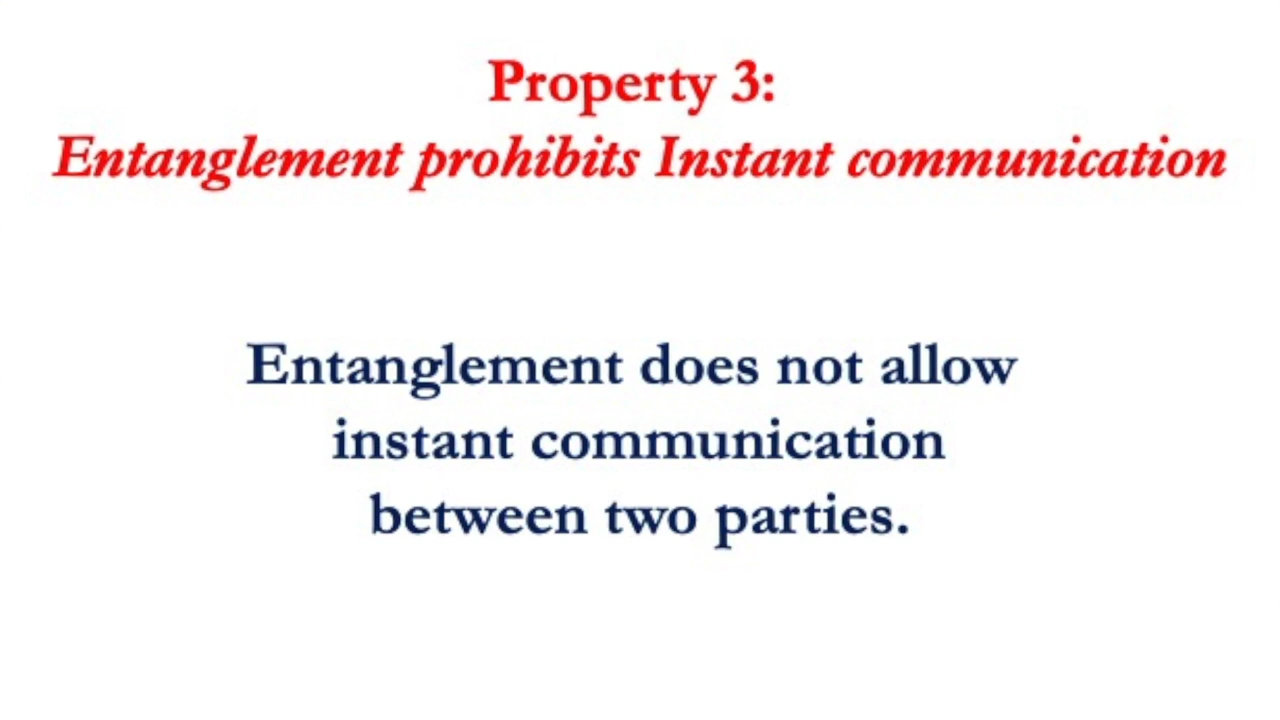 Property 3:
Entanglement prohibits Instant communication
Entanglement does not allow
instant communication
between two parties.